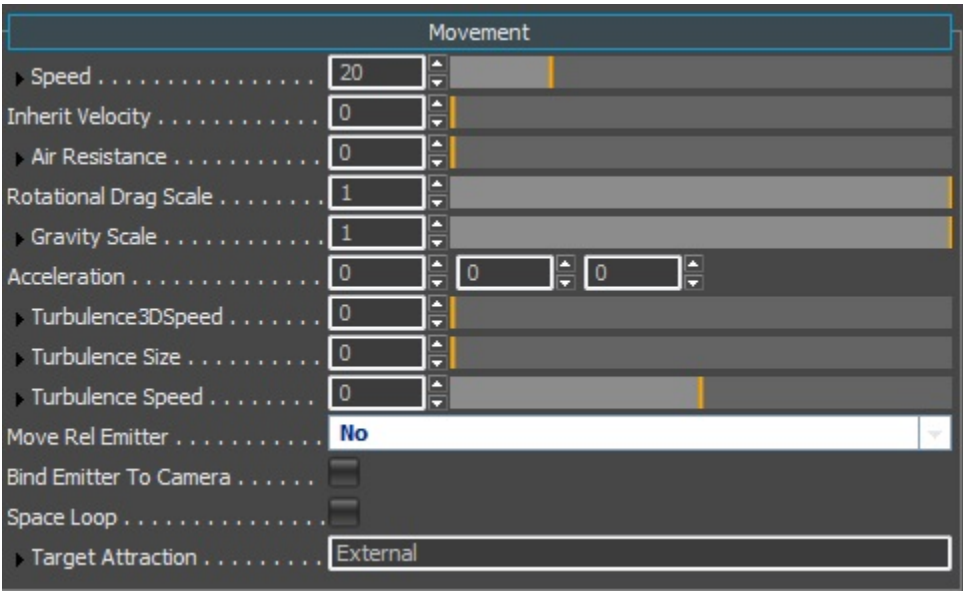 Movement
Speed . . . . . . . . . . . . . . . . . 20
Inherit Velocity . . . . . . . . . . . . . 0
Air Resistance . . . . . . . . . . . . 0
Rotational Drag Scale . . . . . . . . 1
Gravity Scale . . . . . . . . . . . . . 1
Acceleration . . . . . . . . . . . . . . . 0 0 0
Turbulence3DSpeed . . . . . . . 0
Turbulence Size . . . . . . . . . . . 0
Turbulence Speed . . . . . . . . 0
Move Rel Emitter . . . . . . . . . . . . No
Bind Emitter To Camera . . . . . .
Space Loop . . . . . . . . . . . . . . . .
Target Attraction . . . . . . . . . External